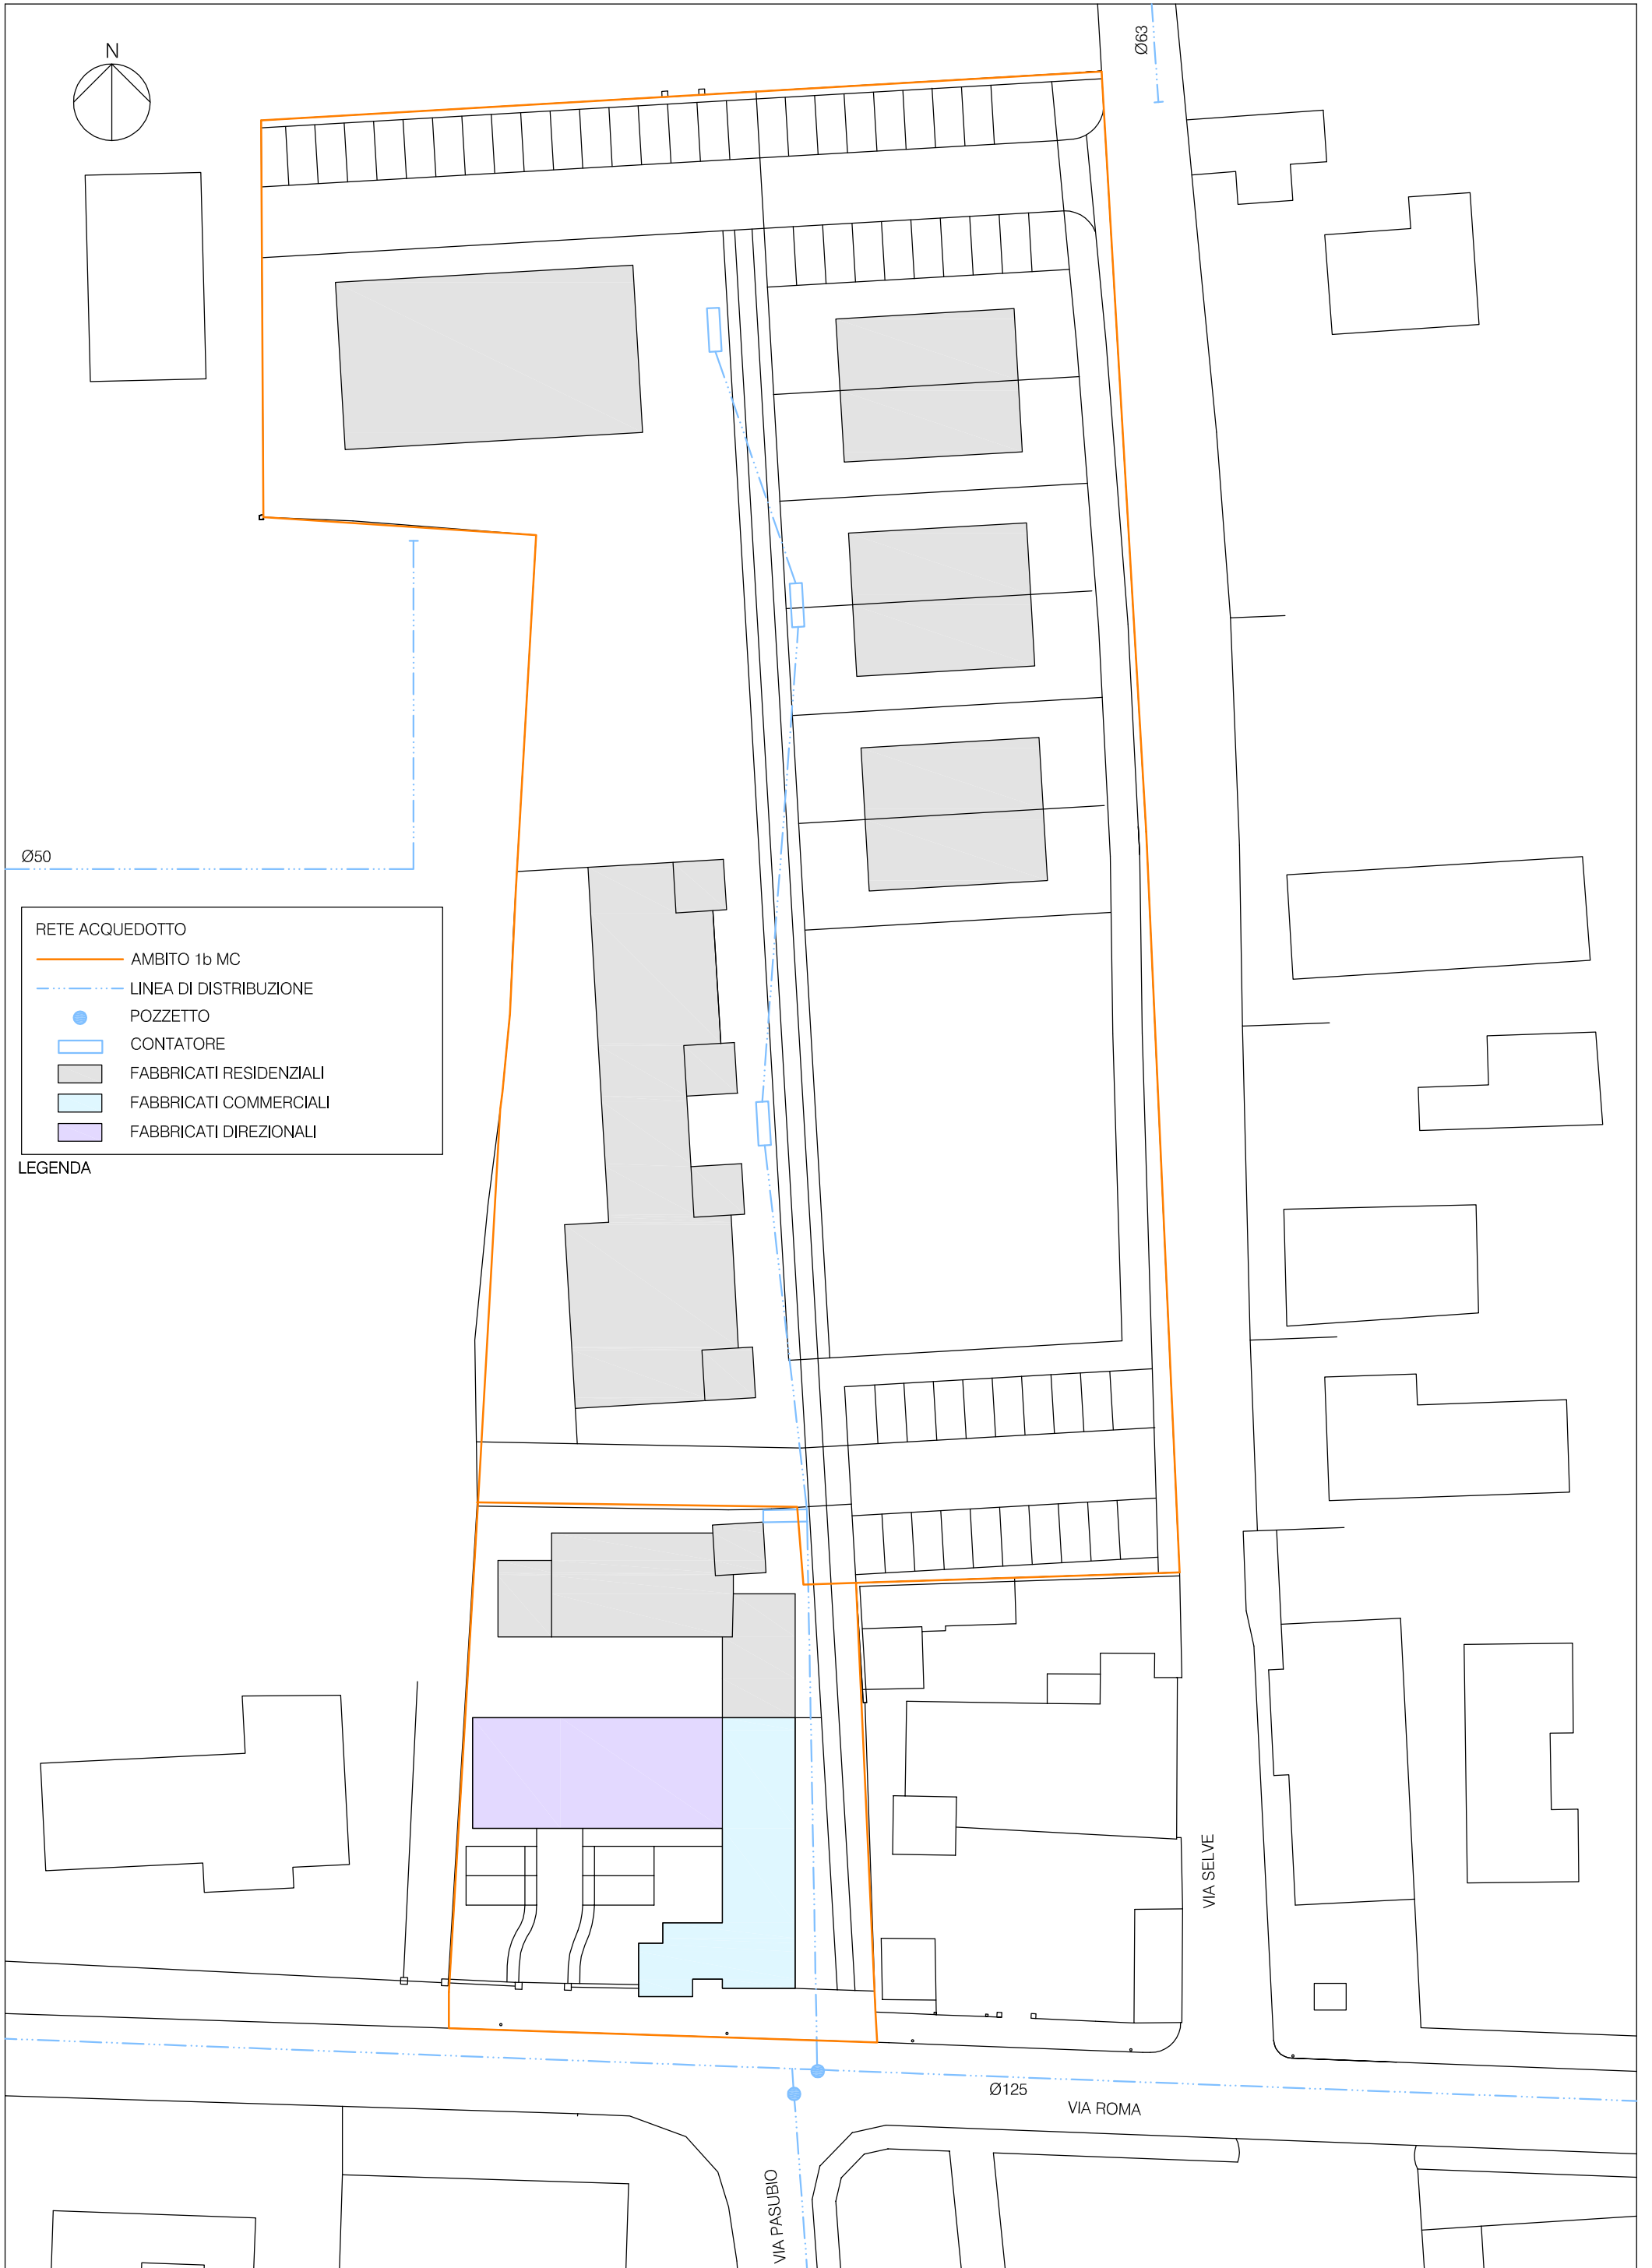 N
Ø63
Ø50
RETE ACQUEDOTTO
AMBITO 1b MC
LINEA DI DISTRIBUZIONE
POZZETTO
CONTATORE
FABBRICATI RESIDENZIALI
FABBRICATI COMMERCIALI
FABBRICATI DIREZIONALI
LEGENDA
VIA SELVE
Ø125
VIA ROMA
VIA PASUBIO